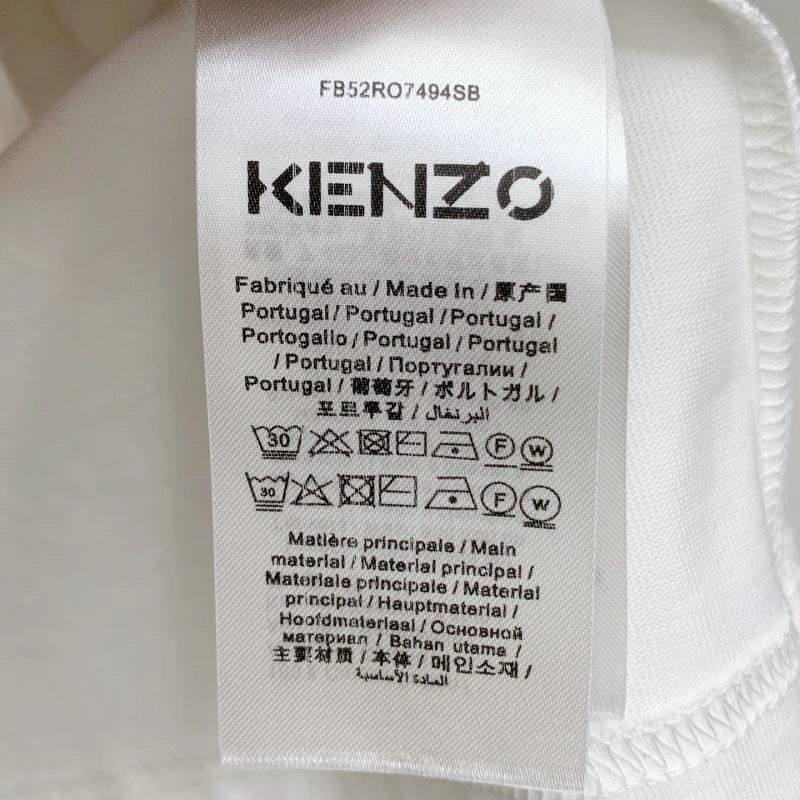 FB52RO7494SB
KENZO
Fabriqué au / Made in / 原产国
Portugal / Portugal / Portugal /
Portogallo / Portugal / Portugal
/ Portugal / Португалии /
Portugal / 葡萄牙 / ポルトガル /
포르투갈 / البرتغال
30 F W
30 F W
Matière principale / Main
material / Material principal /
Materiale principale / Material
principal / Hauptmaterial /
Hoofdmateriaal / Основной
материал / Bahan utama /
主要材质 / 本体 / 메인소재 /
المادة الأساسية